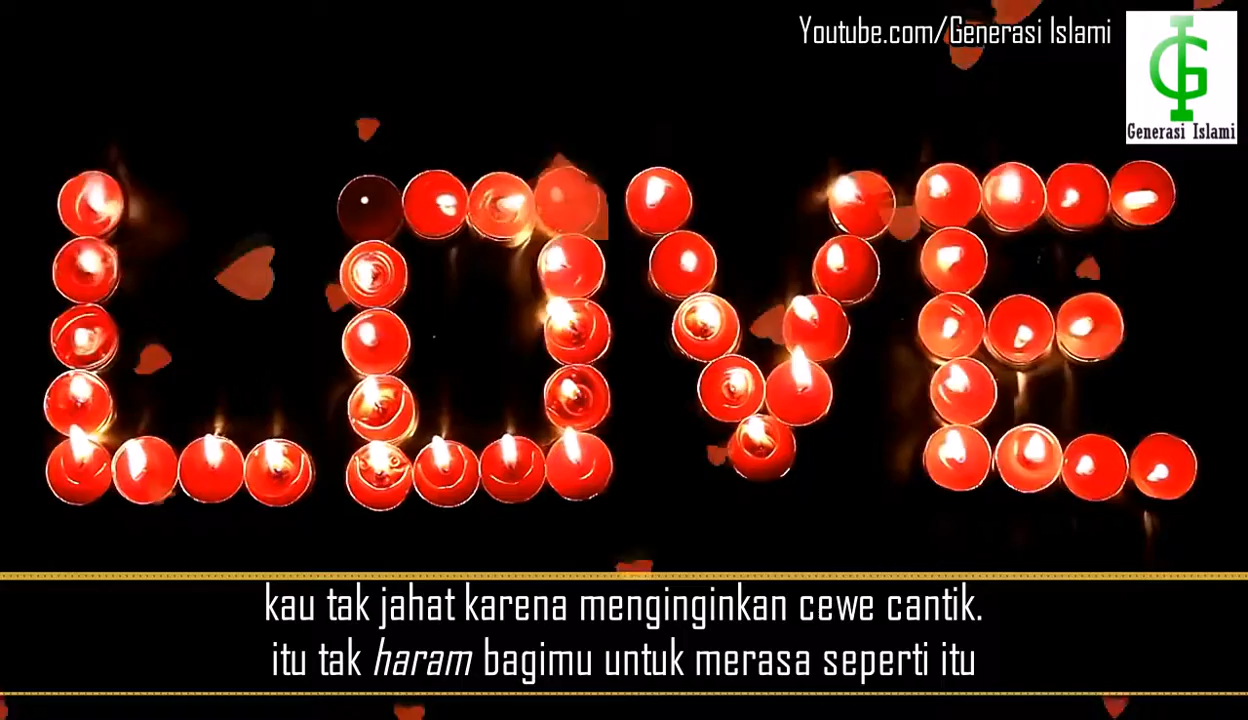 Youtube.com/Generasi Islami
GI
Generasi Islami
LOVE
kau tak jahat karena menginginkan cewe cantik.
itu tak haram bagimu untuk merasa seperti itu